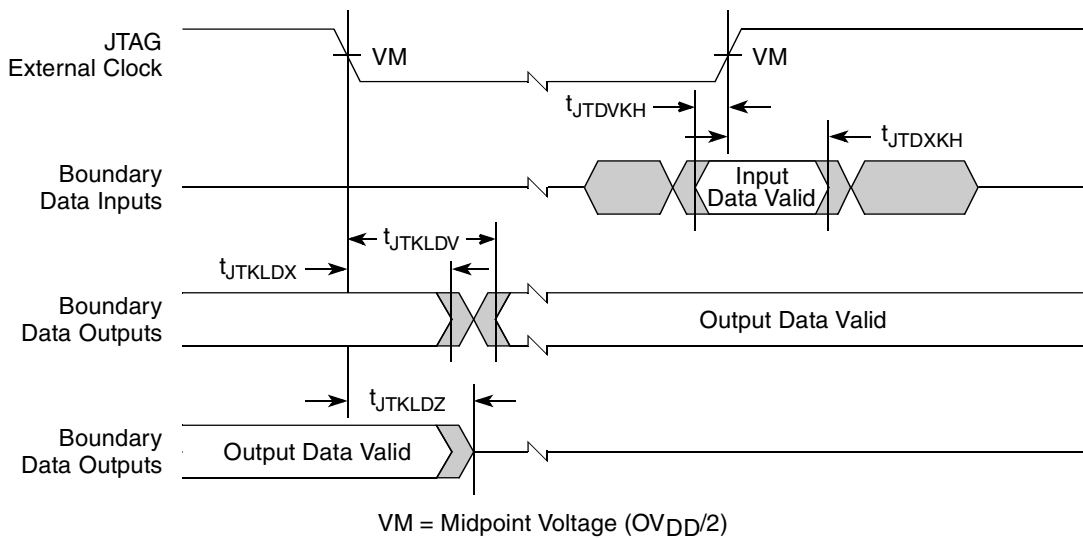 JTAG
External Clock
VM
VM
tJTDVKH
tJTDXKH
Boundary
Data Inputs
Input
Data Valid
tJTKLDV
tJTKLDX
Boundary
Data Outputs
Output Data Valid
tJTKLDZ
Boundary
Data Outputs
Output Data Valid
VM = Midpoint Voltage (OVDD/2)